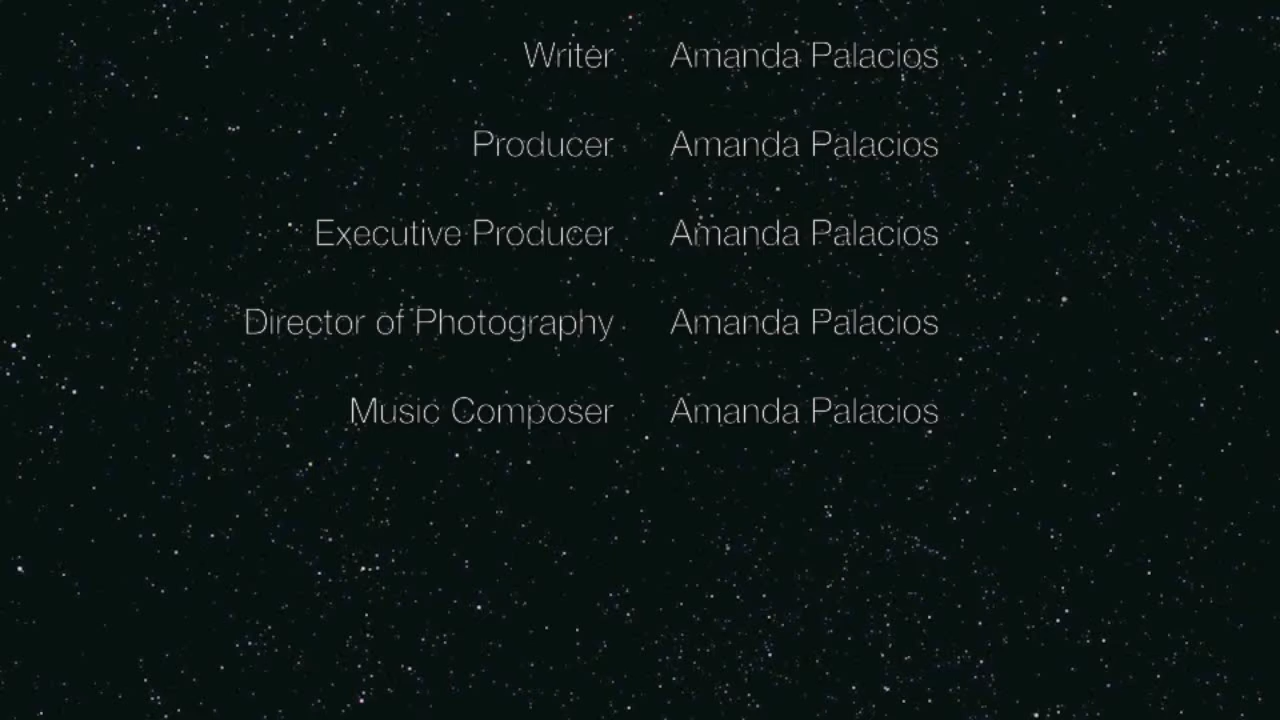 Writer Amanda Palacios
Producer Amanda Palacios
Executive Producer Amanda Palacios
Director of Photography Amanda Palacios
Music Composer Amanda Palacios